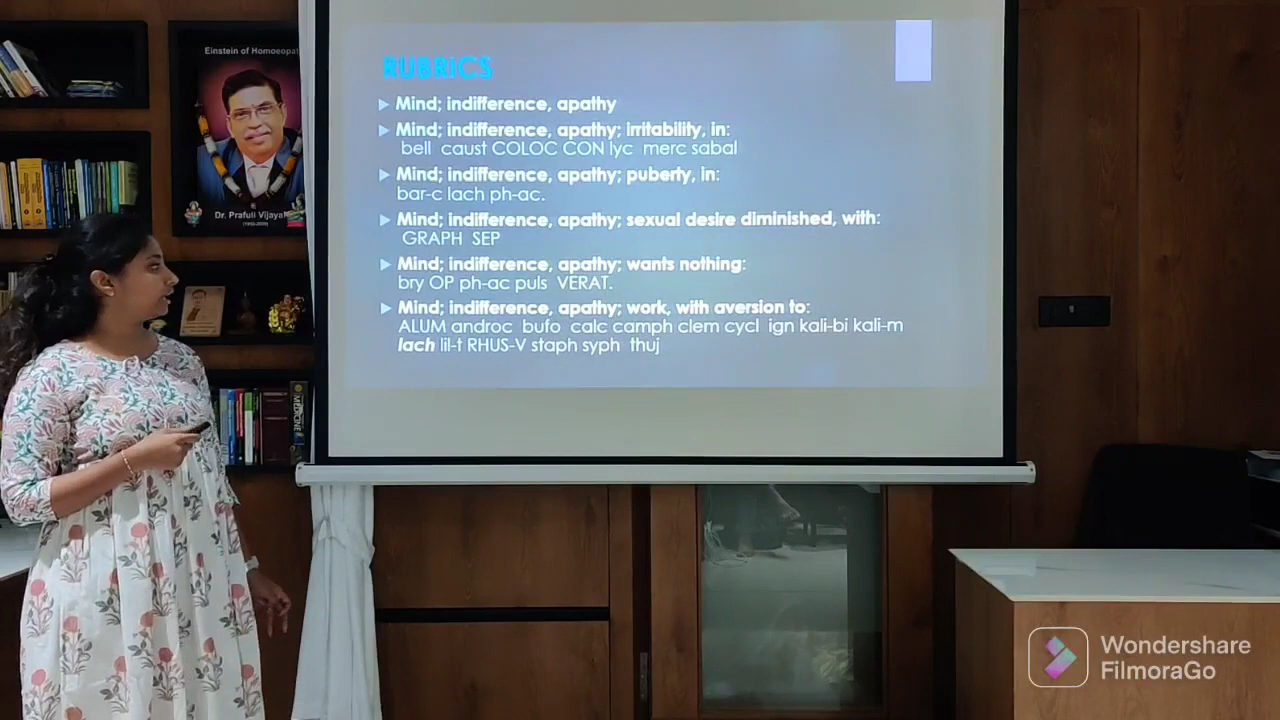 Einstein of Homoeopat
Dr. Prafull Vijay
RUBRICS
Mind; indifference, apathy
Mind; indifference, apathy; irritability, in:
bell caust COLOC CON lyc merc sabal
Mind; indifference, apathy; puberty, in:
bar-c lach ph-ac.
Mind; indifference, apathy; sexual desire diminished, with:
GRAPH SEP
Mind; indifference, apathy; wants nothing:
bry OP ph-ac puls VERAT.
Mind; indifference, apathy; work, with aversion to:
ALUM androc bufo calc camph clem cycl ign kali-bi kali-m
lach lil-t RHUS-V staph syph thuj
MEDICINE
Wondershare
FilmoraGo